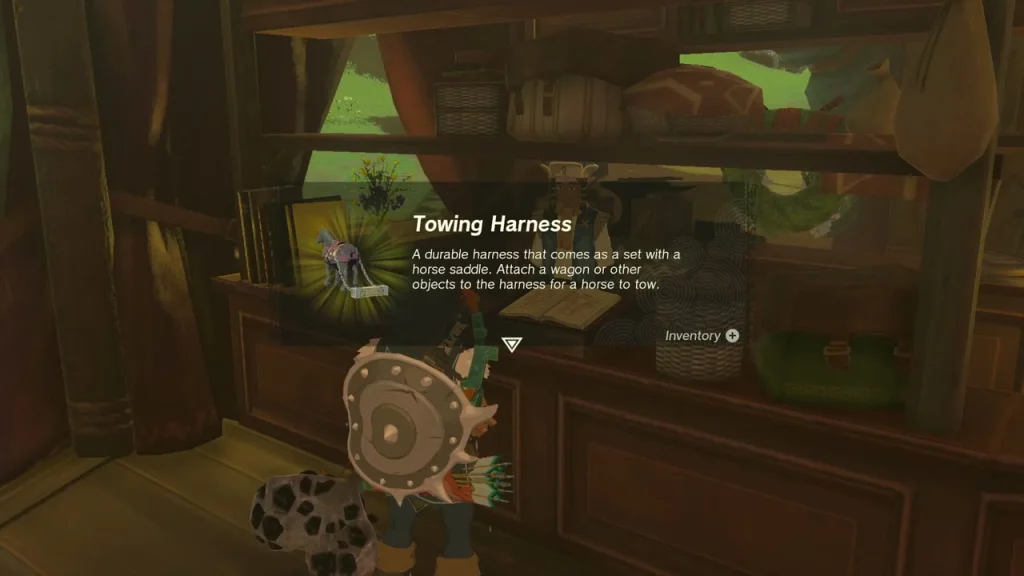 Towing Harness
A durable harness that comes as a set with a
horse saddle. Attach a wagon or other
objects to the harness for a horse to tow.
Inventory